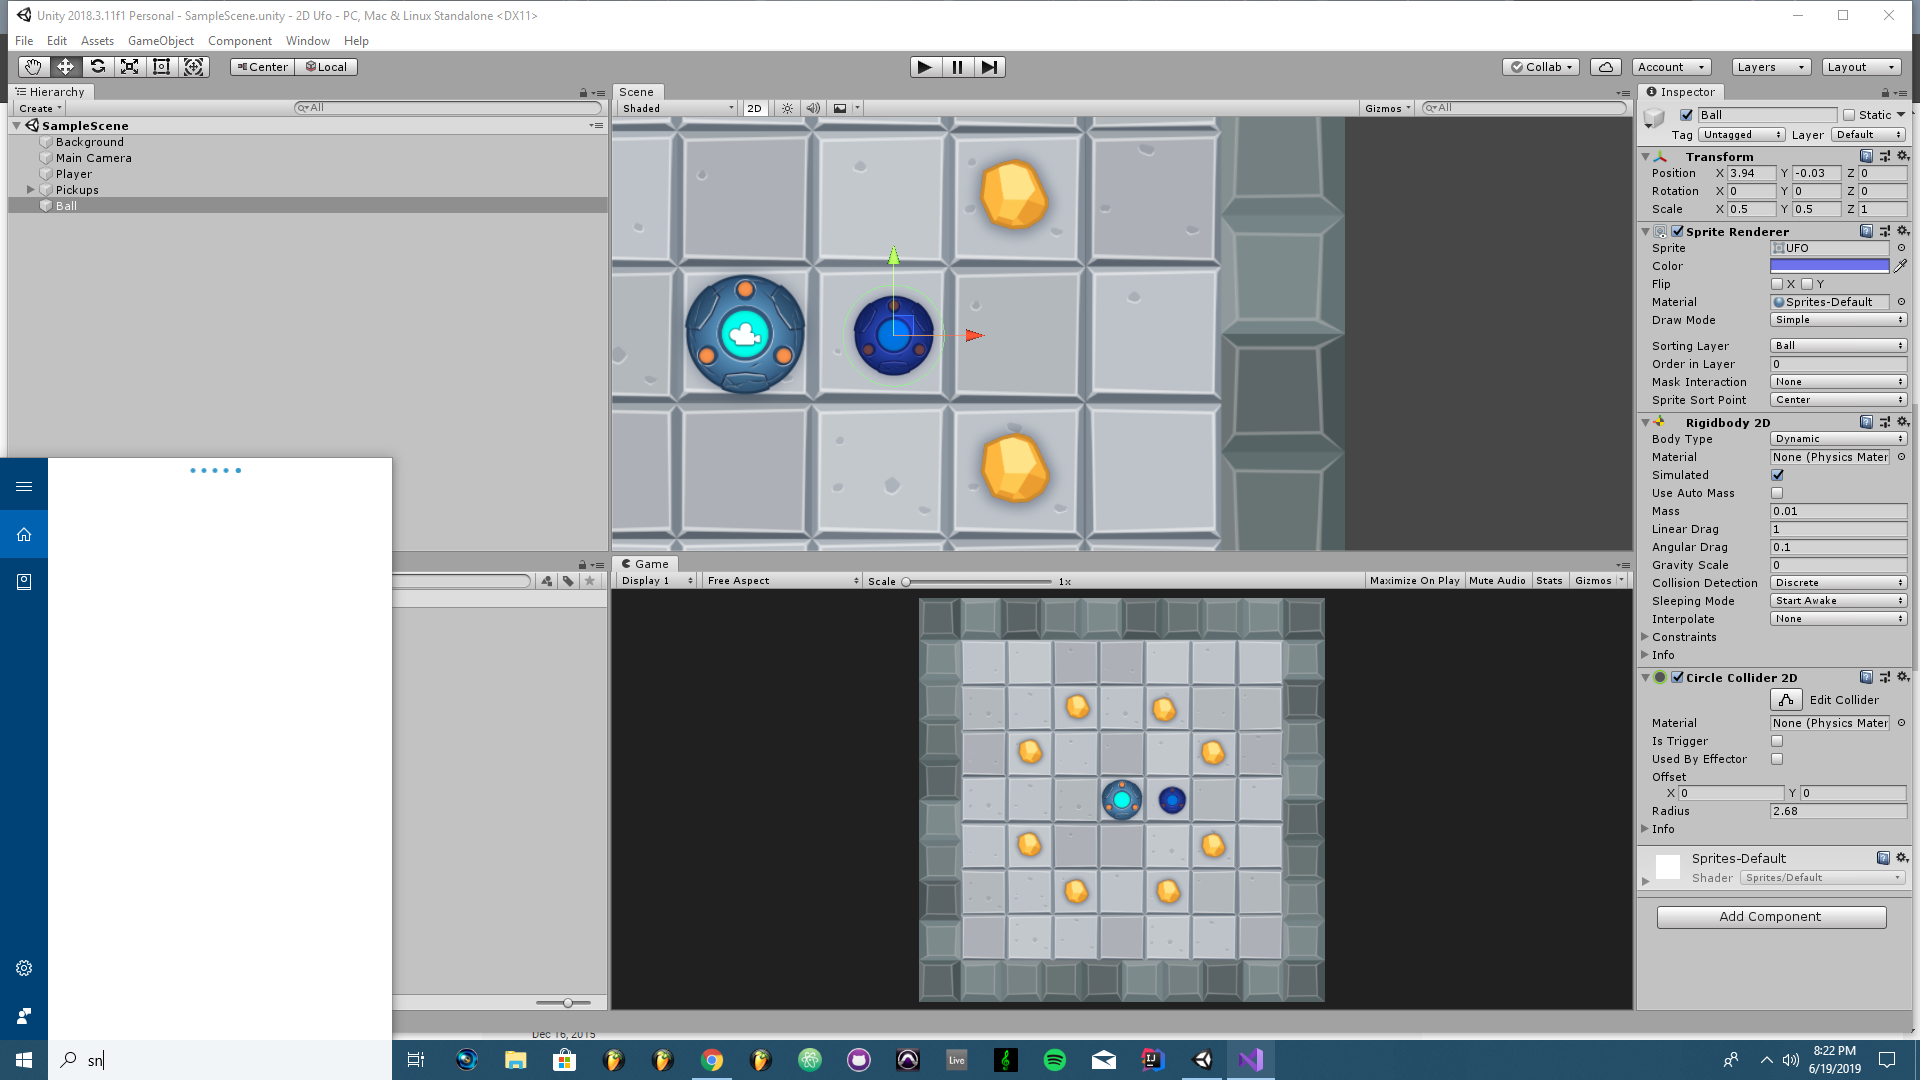 Unity 2018.3.11f1 Personal - SampleScene.unity - 2D Ufo - PC, Mac & Linux Standalone <DX11>
File Edit Assets GameObject Component Window Help
Center Local Collab Account Layers Layout
Hierarchy
Create All
SampleScene
Background
Main Camera
Player
Pickups
Ball
Scene
Shaded 2D Gizmos All
Game
Display 1 Free Aspect Scale 1x Maximize On Play Mute Audio Stats Gizmos
Inspector
Ball Static
Tag Untagged Layer Default
Transform
Position X 3.94 Y -0.03 Z 0
Rotation X 0 Y 0 Z 0
Scale X 0.5 Y 0.5 Z 1
Sprite Renderer
Sprite UFO
Color
Flip X Y
Material Sprites-Default
Draw Mode Simple
Sorting Layer Ball
Order in Layer 0
Mask Interaction None
Sprite Sort Point Center
Rigidbody 2D
Body Type Dynamic
Material None (Physics Mater
Simulated
Use Auto Mass
Mass 0.01
Linear Drag 1
Angular Drag 0.1
Gravity Scale 0
Collision Detection Discrete
Sleeping Mode Start Awake
Interpolate None
Constraints
Info
Circle Collider 2D
Edit Collider
Material None (Physics Mater
Is Trigger
Used By Effector
Offset
X 0 Y 0
Radius 2.68
Info
Sprites-Default
Shader Sprites/Default
Add Component
Dec 16, 2015
sn
Live
8:22 PM
6/19/2019